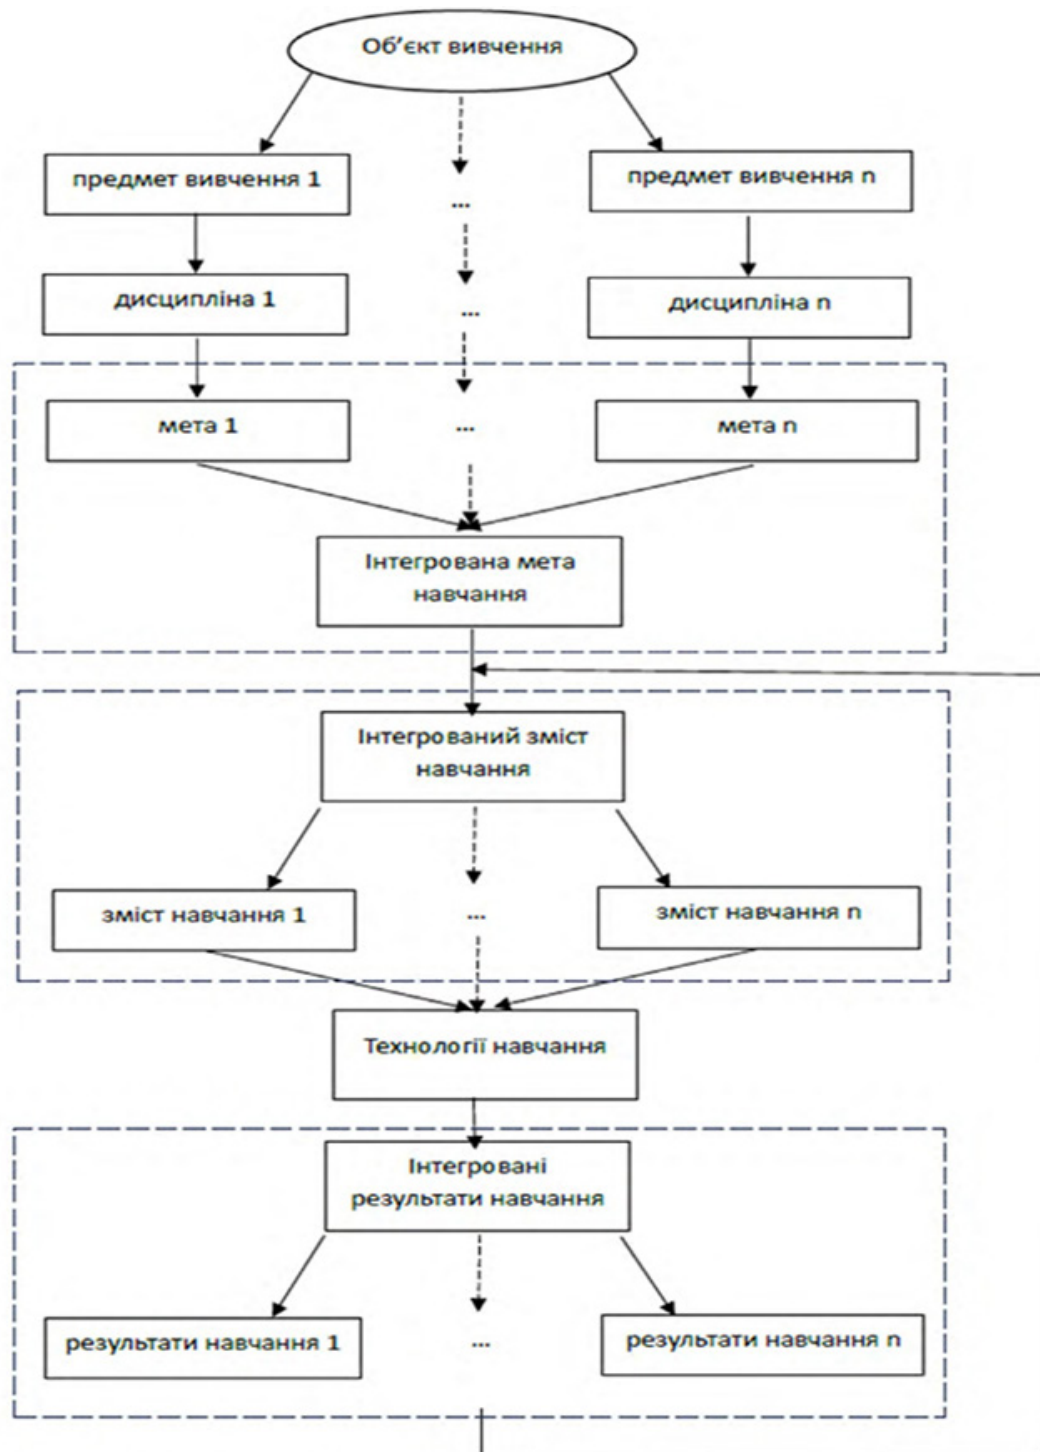 Об’єкт вивчення
предмет вивчення 1
...
предмет вивчення n
дисципліна 1
...
дисципліна n
мета 1
...
мета n
Інтегрована мета
навчання
Інтегрований зміст
навчання
зміст навчання 1
...
зміст навчання n
Технології навчання
Інтегровані
результати навчання
результати навчання 1
...
результати навчання n